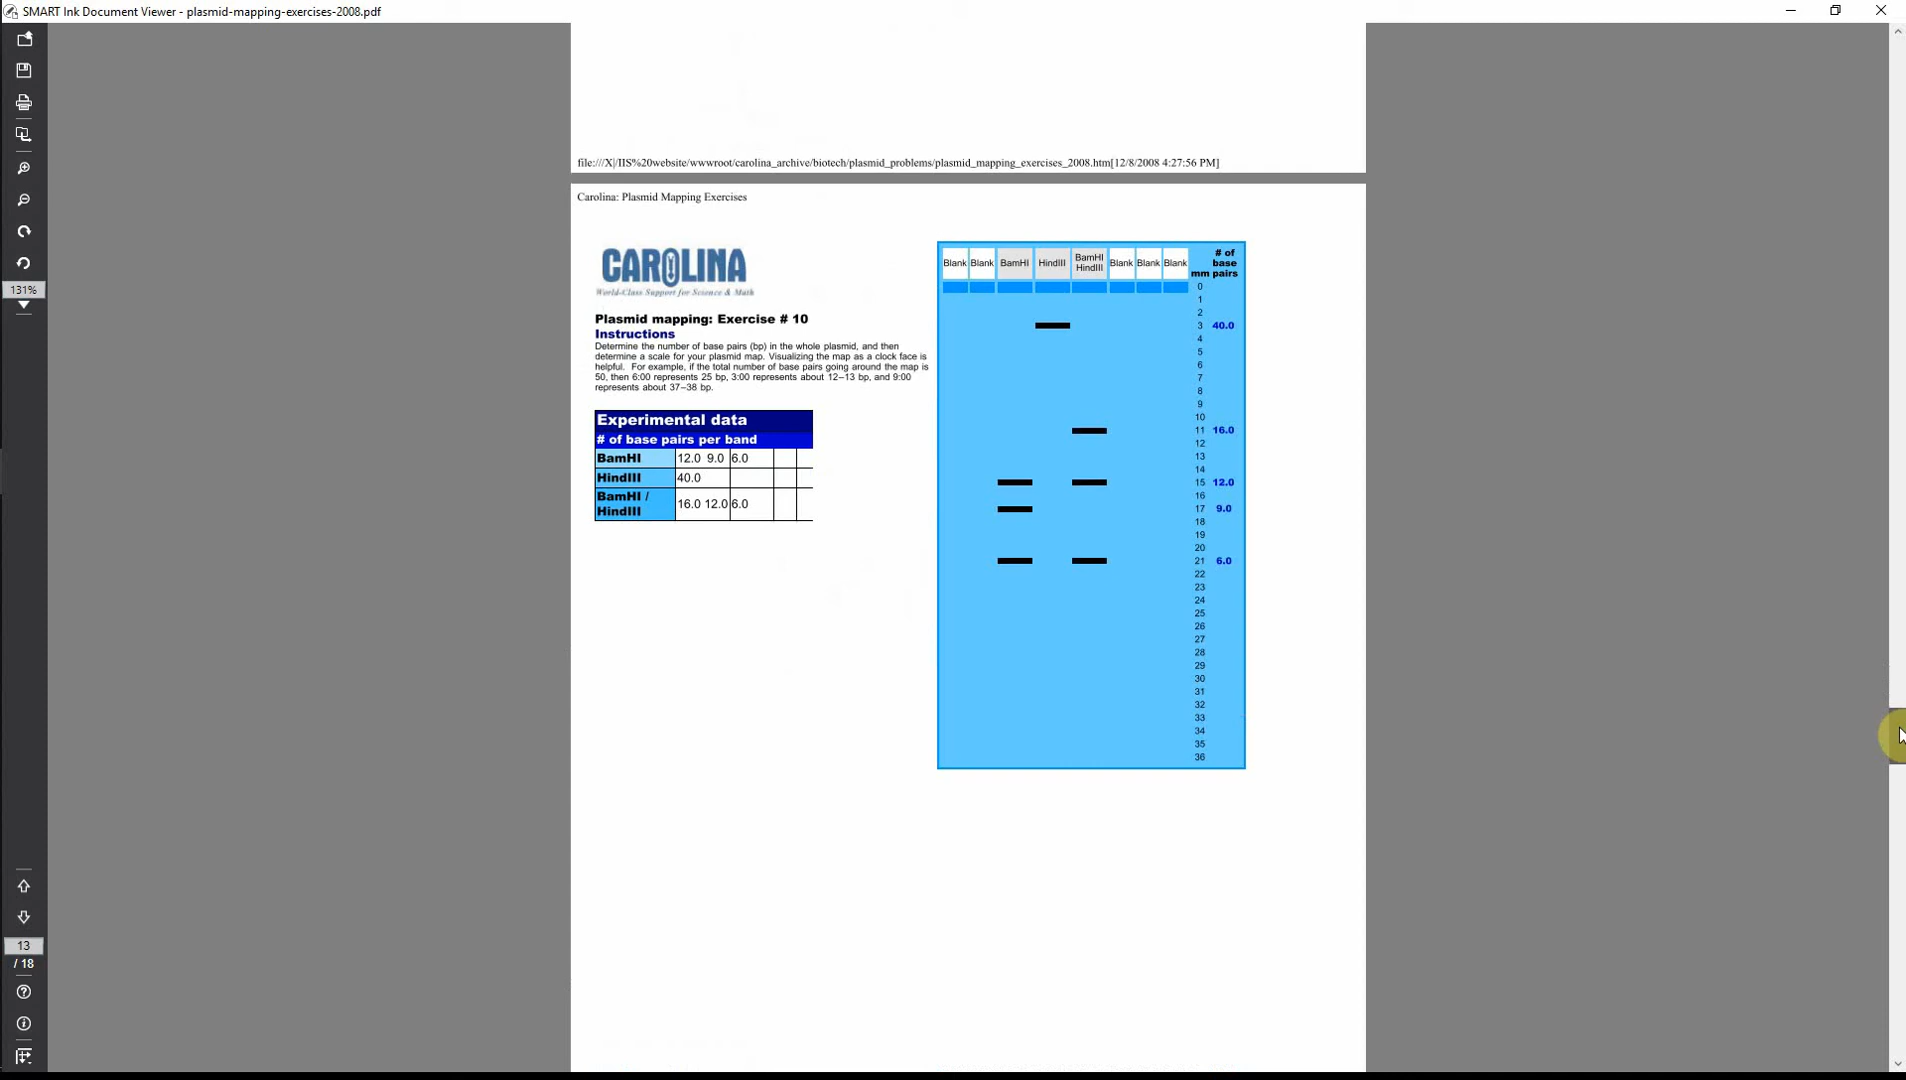 SMART Ink Document Viewer - plasmid-mapping-exercises-2008.pdf
131%
13
/ 18
file:///X|/IIS%20website/wwwroot/carolina_archive/biotech/plasmid_problems/plasmid_mapping_exercises_2008.htm[12/8/2008 4:27:56 PM]
Carolina: Plasmid Mapping Exercises
CAROLINA
World-Class Support for Science & Math
Plasmid mapping: Exercise # 10
Instructions
Determine the number of base pairs (bp) in the whole plasmid, and then
determine a scale for your plasmid map. Visualizing the map as a clock face is
helpful. For example, if the total number of base pairs going around the map is
50, then 6:00 represents 25 bp, 3:00 represents about 12–13 bp, and 9:00
represents about 37–38 bp.
Experimental data
# of base pairs per band
BamHI 12.0 9.0 6.0
HindIII 40.0
BamHI /
HindIII 16.0 12.0 6.0
Blank Blank BamHI HindIII BamHI
HindIII Blank Blank Blank
# of
base
mm pairs
0
1
2
3 40.0
4
5
6
7
8
9
10
11 16.0
12
13
14
15 12.0
16
17 9.0
18
19
20
21 6.0
22
23
24
25
26
27
28
29
30
31
32
33
34
35
36